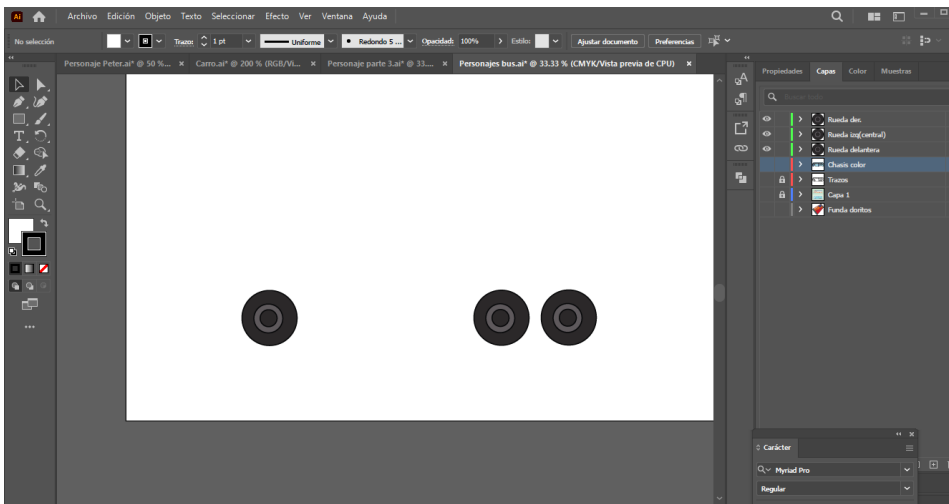 Ai Archivo Edición Objeto Texto Seleccionar Efecto Ver Ventana Ayuda
No selección Trazo: 1 pt Uniforme Redondo 5 ... Opacidad: 100% Estilo: Ajustar documento Preferencias
Personaje Peter.ai* @ 50 %... × Carro.ai* @ 200 % (RGB/Vi... × Personaje parte 3.ai* @ 33.... × Personajes bus.ai* @ 33.33 % (CMYK/Vista previa de CPU) ×
Propiedades Capas Color Muestras
Buscar todo
Rueda der.
Rueda izq(central)
Rueda delantera
Chasis color
Trazos
Capa 1
Funda doritos
Carácter
Myriad Pro
Regular